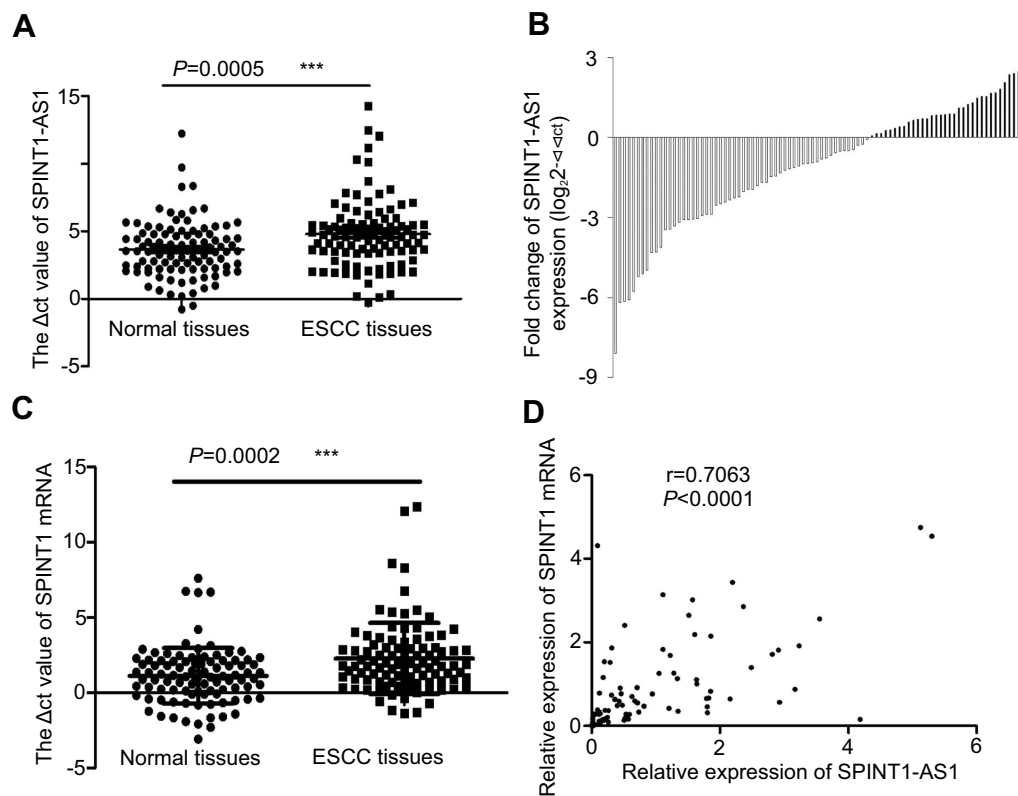 A
P=0.0005 ***
The Δct value of SPINT1-AS1
15
5
0
-5
Normal tissues
ESCC tissues
B
Fold change of SPINT1-AS1
expression (log₂2-ᐊᐊct)
3
0
-3
-6
-9
C
P=0.0002 ***
The Δct value of SPINT1 mRNA
15
10
5
0
-5
Normal tissues
ESCC tissues
D
r=0.7063
P<0.0001
Relative expression of SPINT1 mRNA
6
4
2
0
0 2 4 6
Relative expression of SPINT1-AS1